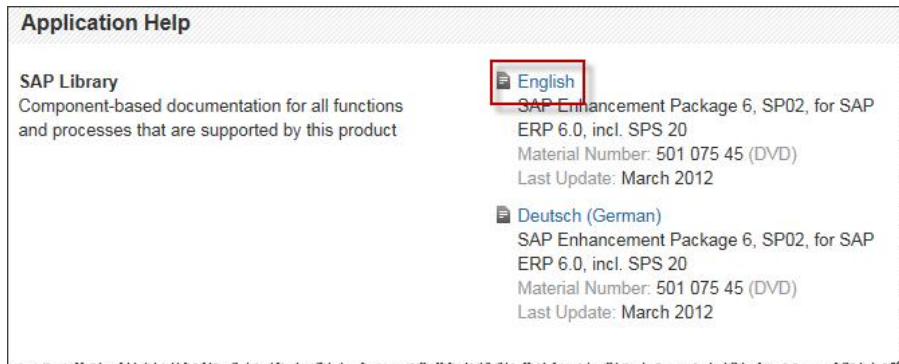 Application Help
SAP Library
Component-based documentation for all functions
and processes that are supported by this product
English
SAP Enhancement Package 6, SP02, for SAP
ERP 6.0, incl. SPS 20
Material Number: 501 075 45 (DVD)
Last Update: March 2012
Deutsch (German)
SAP Enhancement Package 6, SP02, for SAP
ERP 6.0, incl. SPS 20
Material Number: 501 075 45 (DVD)
Last Update: March 2012